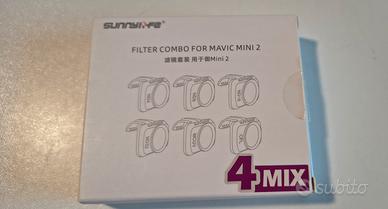 SUNNYLIFE®
FILTER COMBO FOR MAVIC MINI 2
滤镜套装 用于御Mini 2
4 MIX
subito